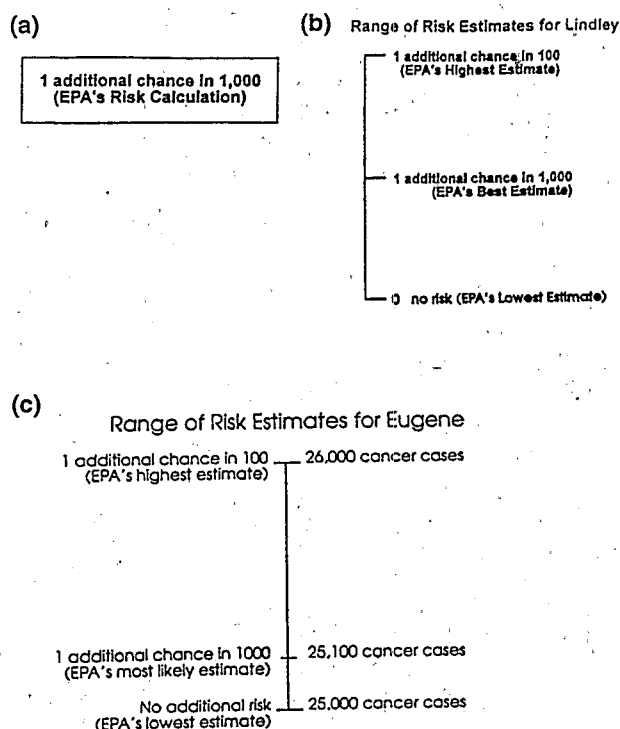 (a)
1 additional chance in 1,000
(EPA's Risk Calculation)
(b) Range of Risk Estimates for Lindley
1 additional chance in 100
(EPA's Highest Estimate)
1 additional chance in 1,000
(EPA's Best Estimate)
0 no risk (EPA's Lowest Estimate)
(c)
Range of Risk Estimates for Eugene
1 additional chance in 100 26,000 cancer cases
(EPA's highest estimate)
1 additional chance in 1000 25,100 cancer cases
(EPA's most likely estimate)
No additional risk 25,000 cancer cases
(EPA's lowest estimate)